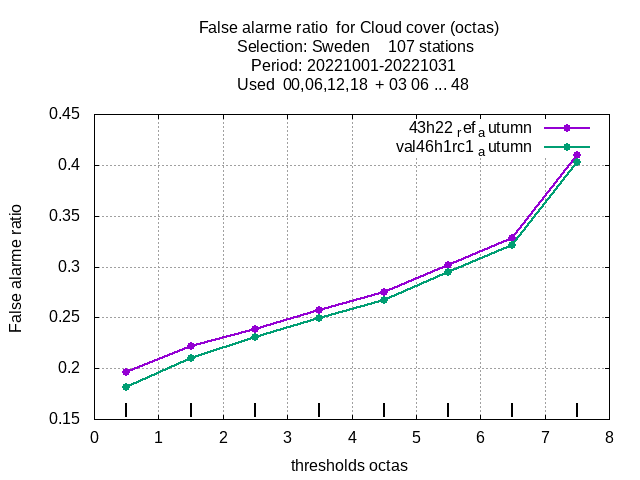 False alarme ratio  for Cloud cover (octas)
Selection: Sweden    107 stations
Period: 20221001-20221031
Used  00,06,12,18  + 03 06 ... 48
0.45
0.4
0.35
0.3
0.25
0.2
0.15
False alarme ratio
43h22 ref autumn
val46h1rc1 autumn
0 1 2 3 4 5 6 7 8
thresholds octas